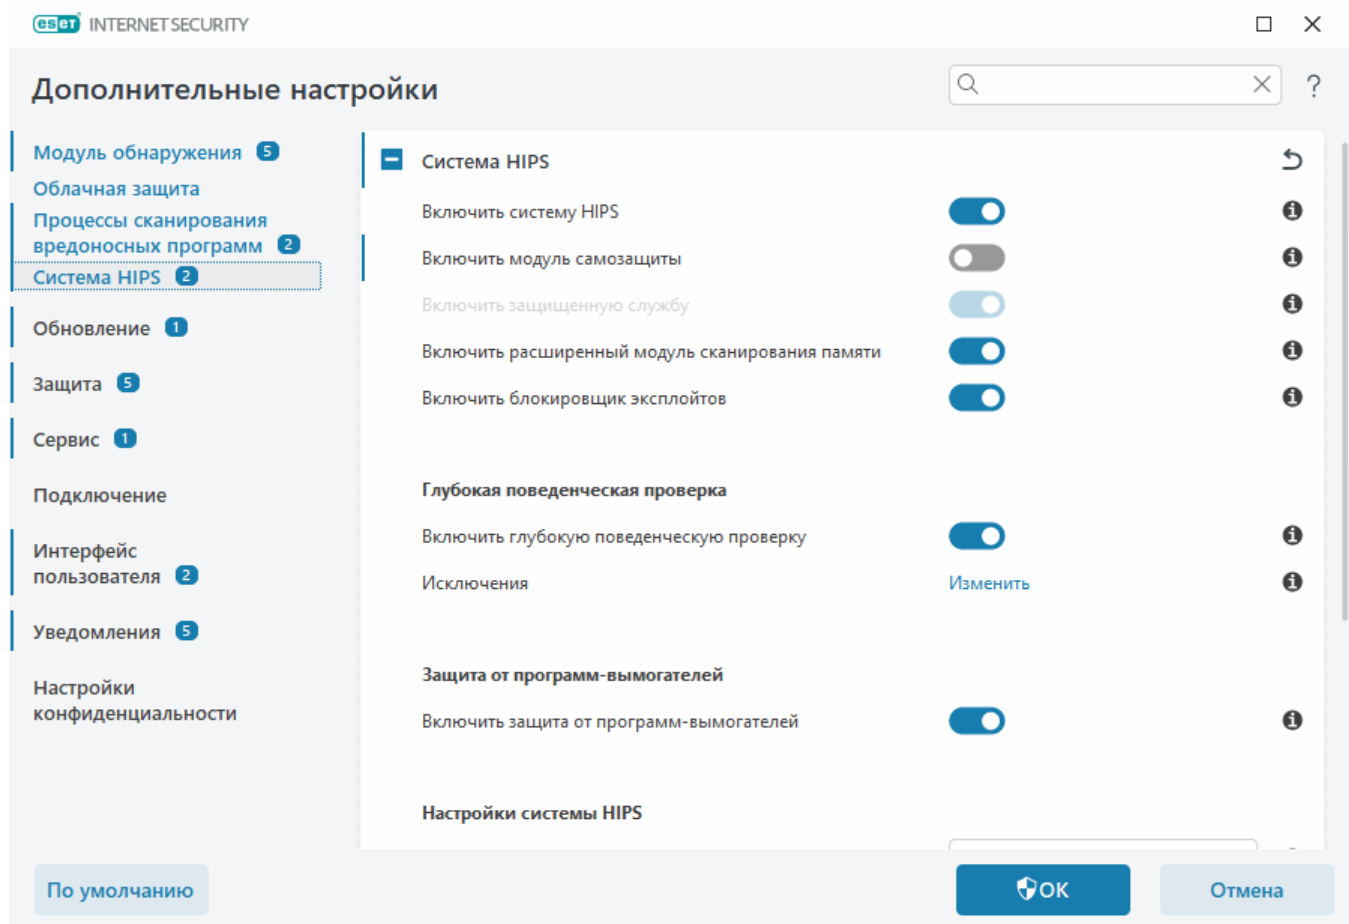 eset INTERNET SECURITY
Дополнительные настройки
?
Модуль обнаружения 5
Облачная защита
Процессы сканирования
вредоносных программ 2
Система HIPS 2
Обновление 1
Защита 5
Сервис 1
Подключение
Интерфейс
пользователя 2
Уведомления 5
Настройки
конфиденциальности
Система HIPS
Включить систему HIPS
Включить модуль самозащиты
Включить защищенную службу
Включить расширенный модуль сканирования памяти
Включить блокировщик эксплойтов
Глубокая поведенческая проверка
Включить глубокую поведенческую проверку
Исключения Изменить
Защита от программ-вымогателей
Включить защита от программ-вымогателей
Настройки системы HIPS
По умолчанию
ОК
Отмена